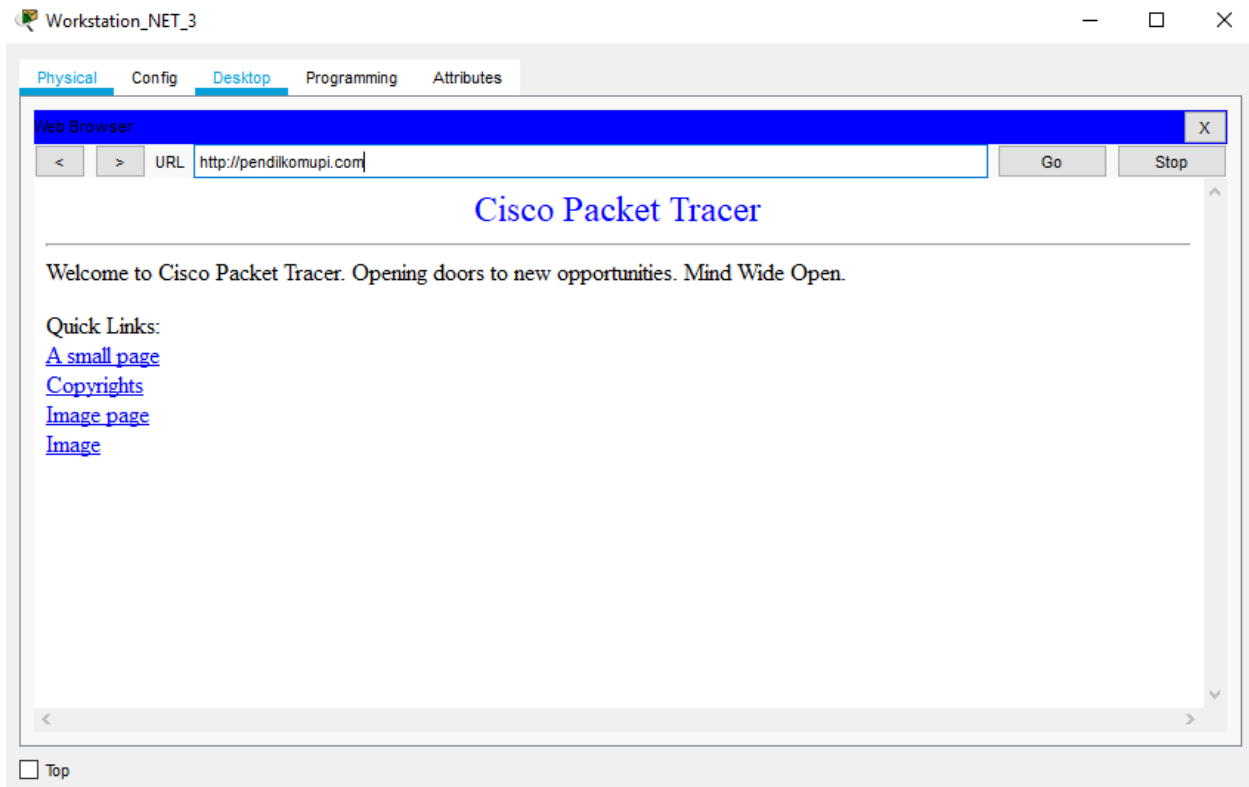 Workstation_NET_3
Physical Config Desktop Programming Attributes
Web Browser X
< > URL http://pendilkomupi.com Go Stop
Cisco Packet Tracer
Welcome to Cisco Packet Tracer. Opening doors to new opportunities. Mind Wide Open.
Quick Links:
A small page
Copyrights
Image page
Image
Top